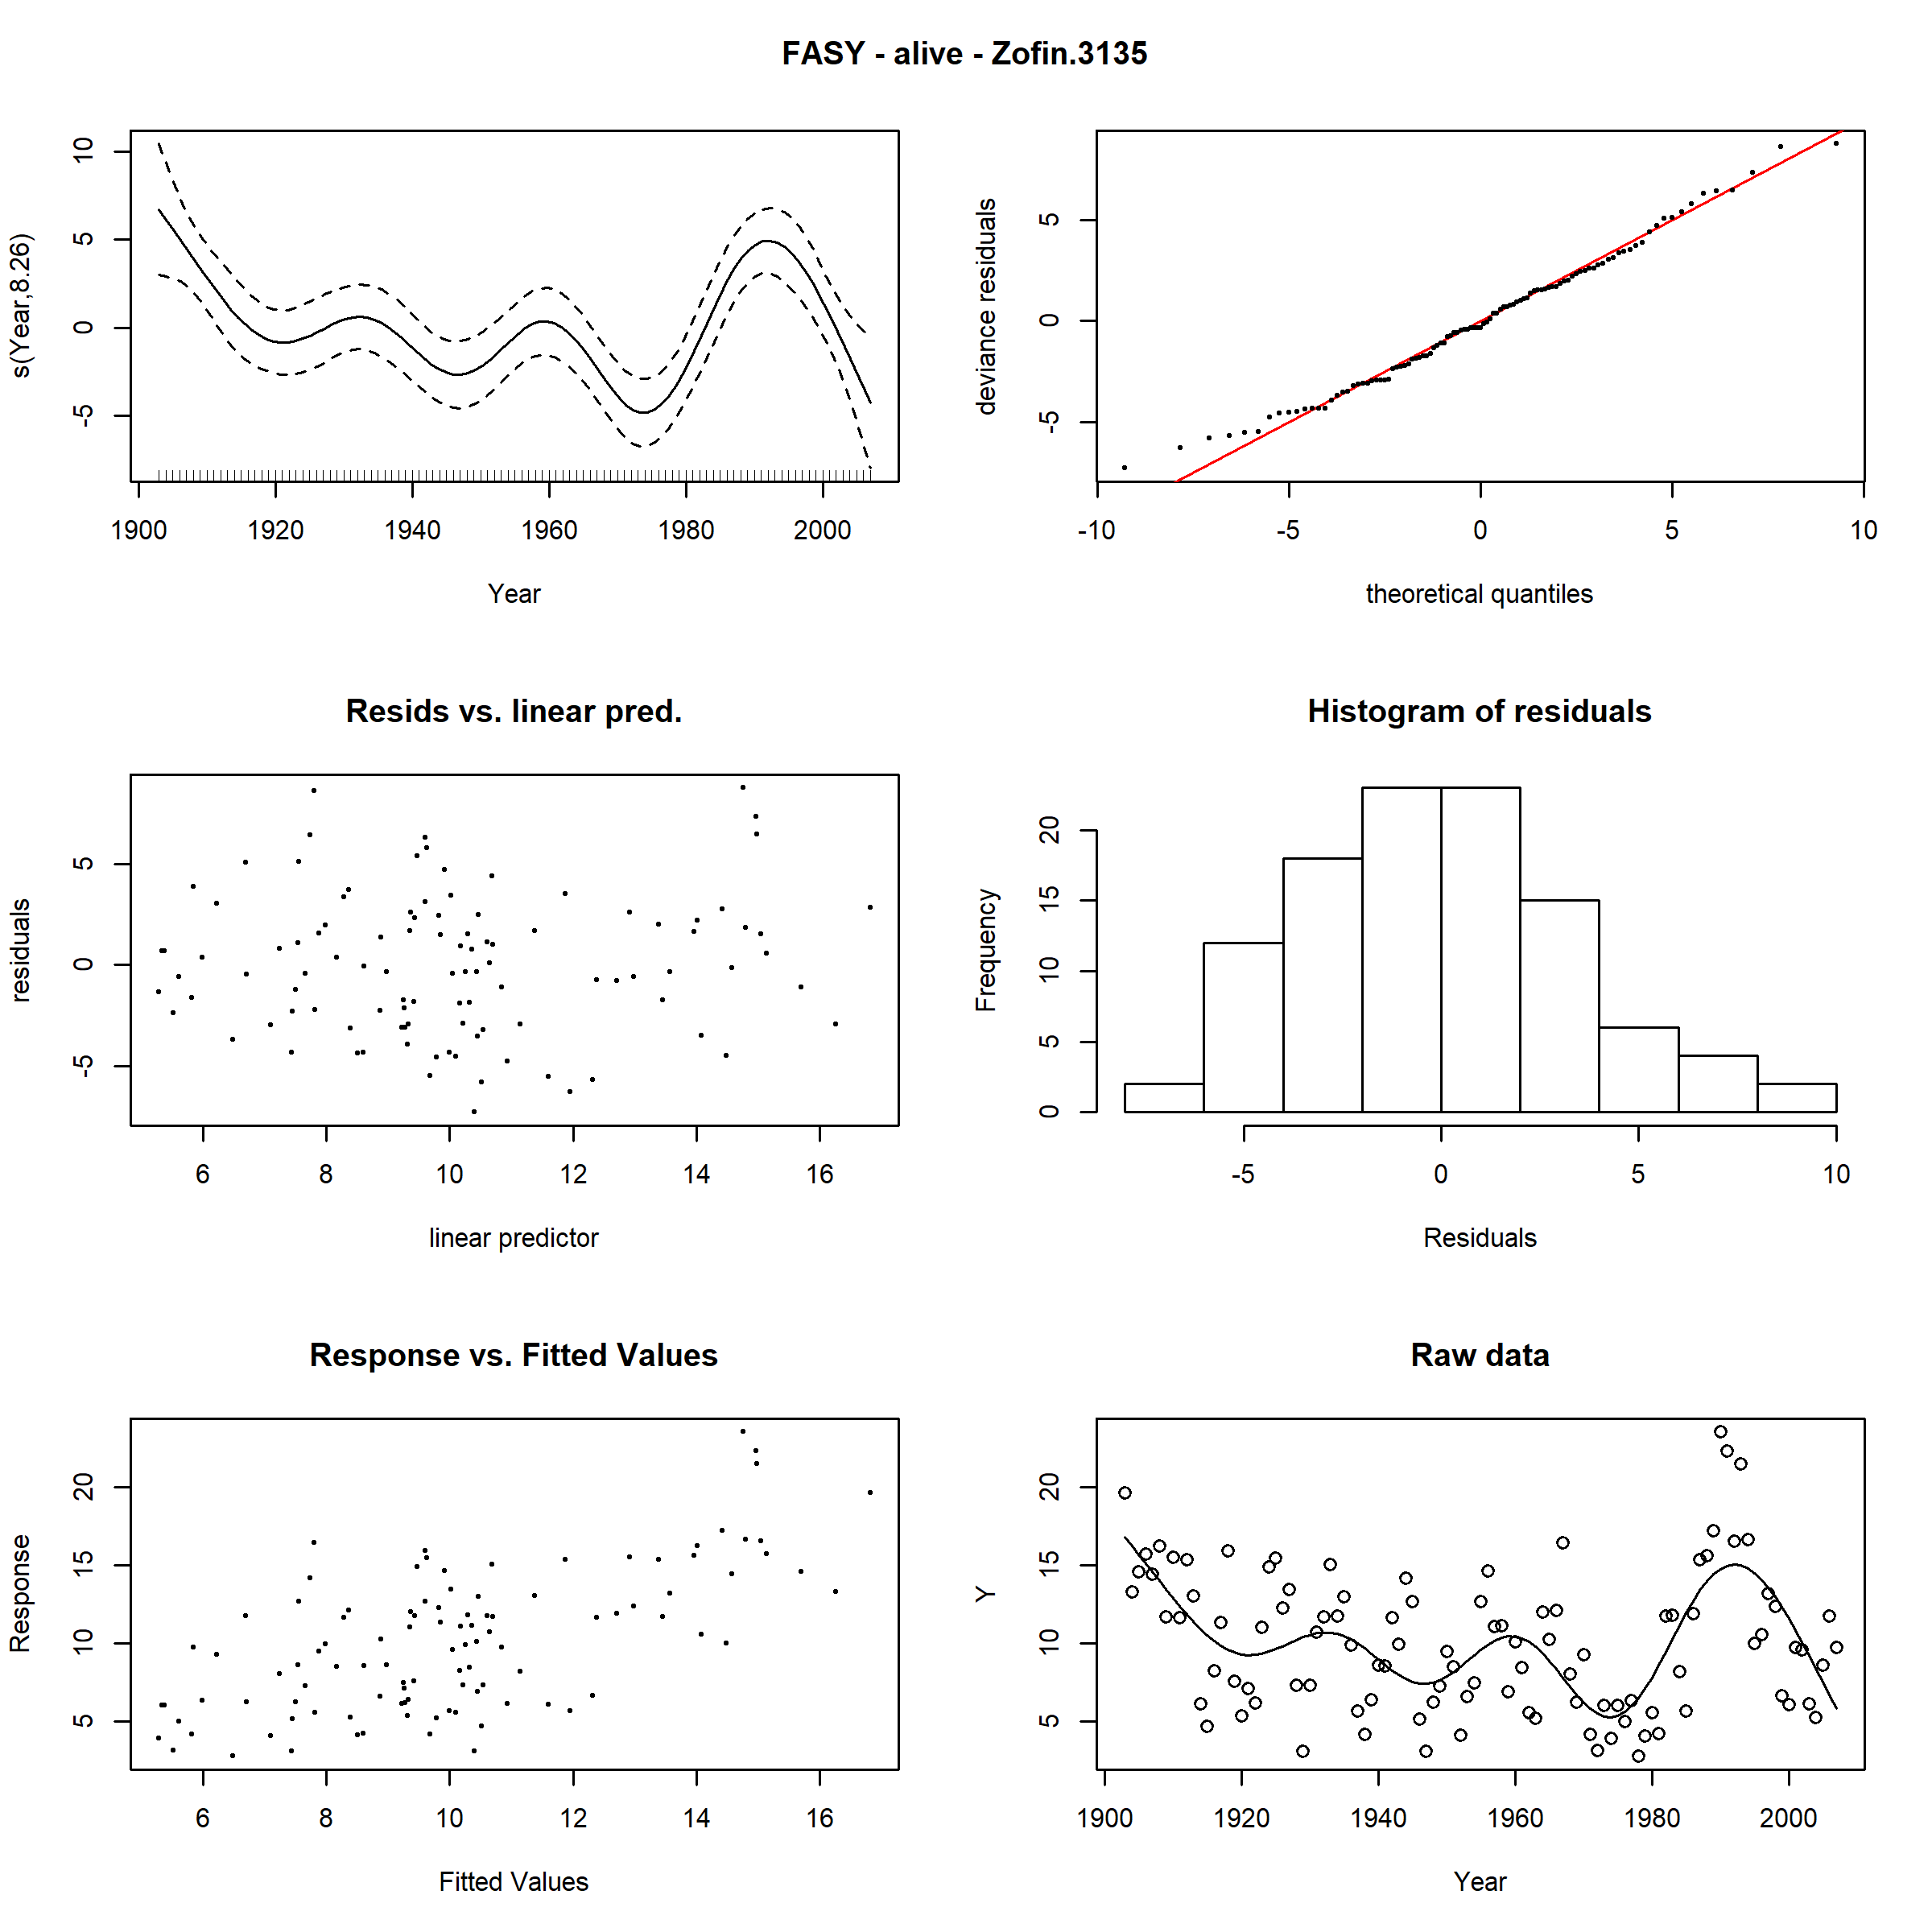 FASY - alive - Zofin.3135
s(Year,8.26)
10
5
0
-5
1900 1920 1940 1960 1980 2000
Year
deviance residuals
5
0
-5
-10 -5 0 5 10
theoretical quantiles
Resids vs. linear pred.
residuals
5
0
-5
6 8 10 12 14 16
linear predictor
Histogram of residuals
Frequency
20
15
10
5
0
-5 0 5 10
Residuals
Response vs. Fitted Values
Response
20
15
10
5
6 8 10 12 14 16
Fitted Values
Raw data
Y
20
15
10
5
1900 1920 1940 1960 1980 2000
Year